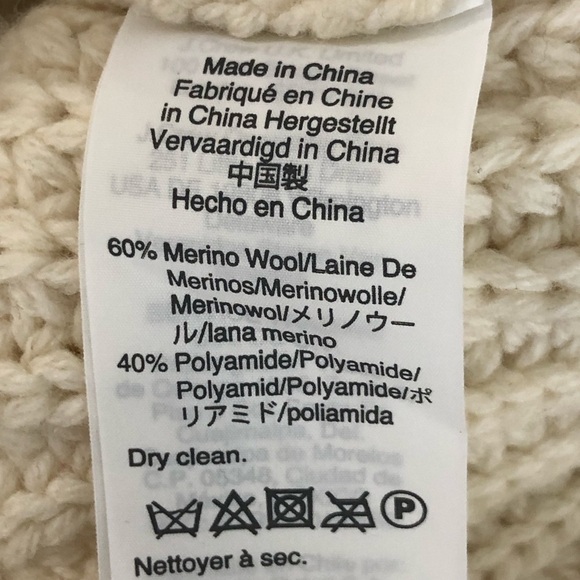 Made in China
Fabriqué en Chine
in China Hergestellt
Vervaardigd in China
中国製
Hecho en China
60% Merino Wool/Laine De
Merinos/Merinowolle/
Merinowol/メリノウー
ル/lana merino
40% Polyamide/Polyamide/
Polyamid/Polyamide/ポ
リアミド/poliamida
Dry clean.
P
Nettoyer à sec.